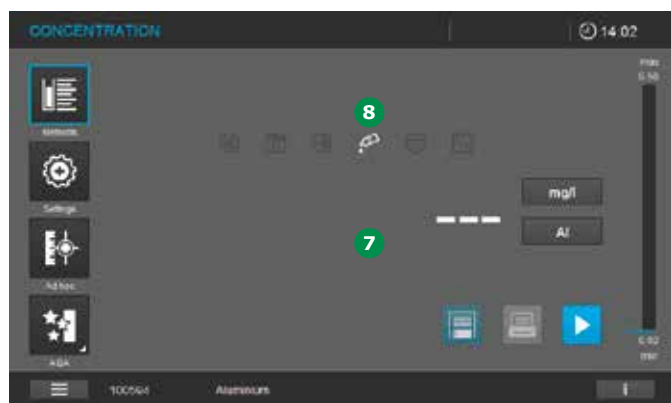 CONCENTRATION
14:02
max
0.50
8
Methods
Settings
mg/l
Al
7
Ad hoc
AQA
0.02
min
100594
Aluminium
i